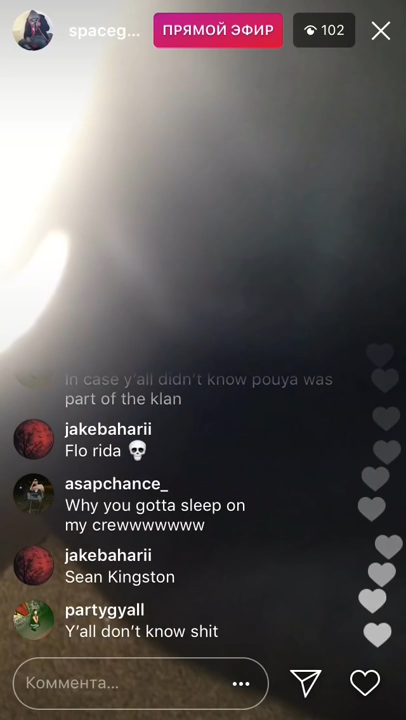 spaceg...
ПРЯМОЙ ЭФИР
102
In case y'all didn't know pouya was
part of the klan
jakebaharii
Flo rida 💀
asapchance_
Why you gotta sleep on
my crewwwwwwww
jakebaharii
Sean Kingston
partygyall
Y'all don't know shit
Коммента...